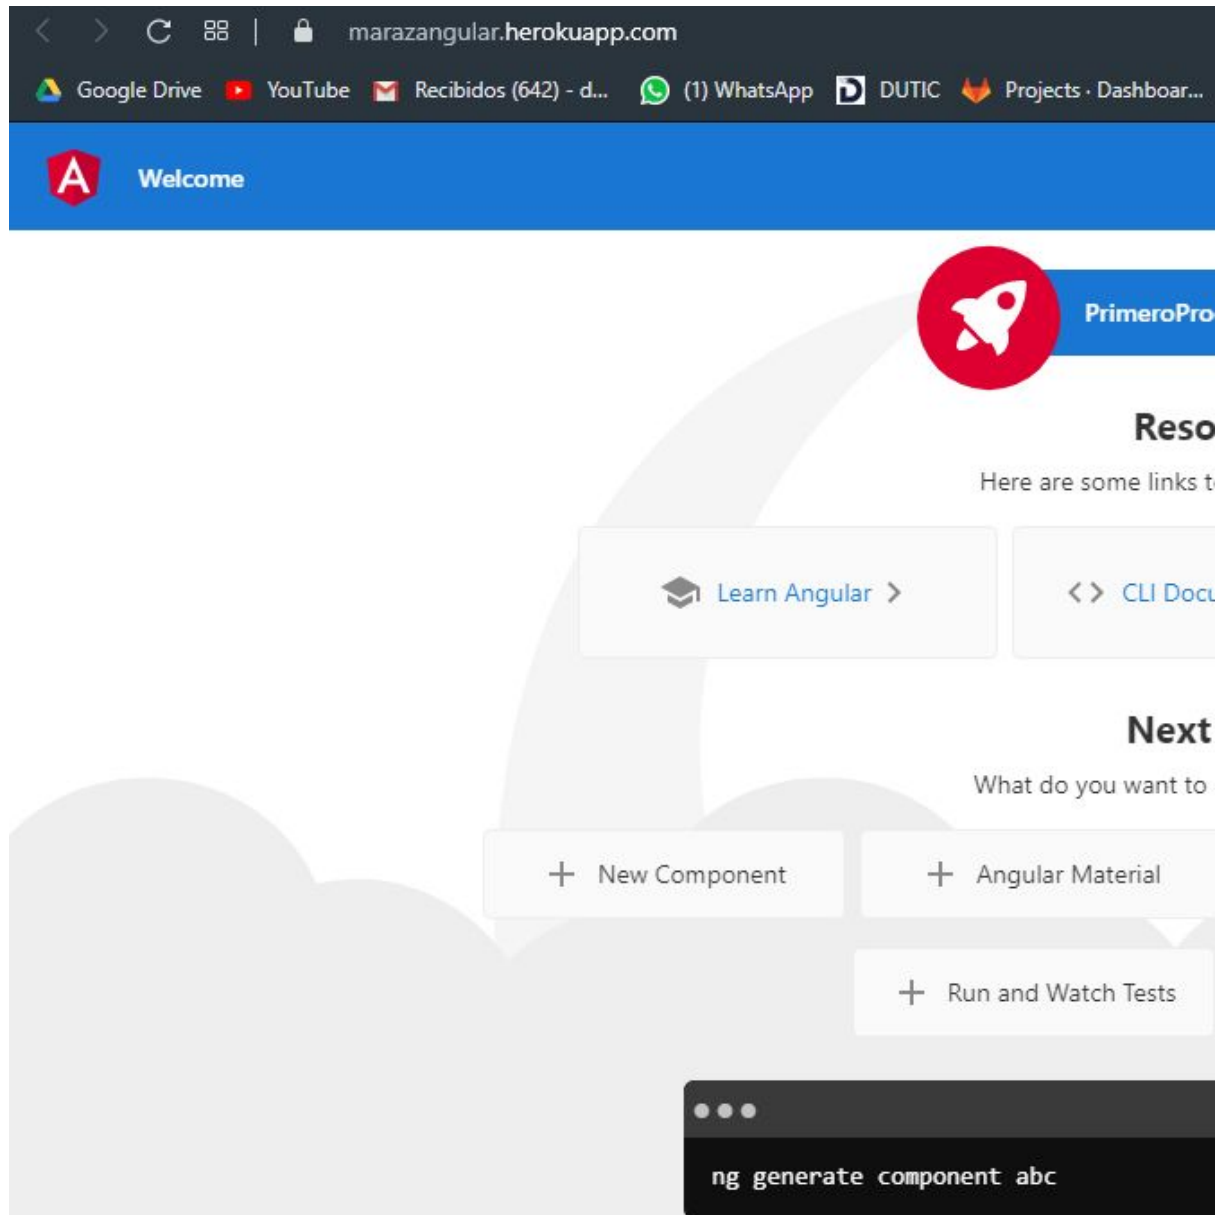 marazangular.herokuapp.com
Google Drive YouTube Recibidos (642) - d... (1) WhatsApp DUTIC Projects · Dashboar...
A Welcome
PrimeroPro
Reso
Here are some links t
Learn Angular CLI Docu
Next
What do you want to
New Component Angular Material
Run and Watch Tests
ng generate component abc